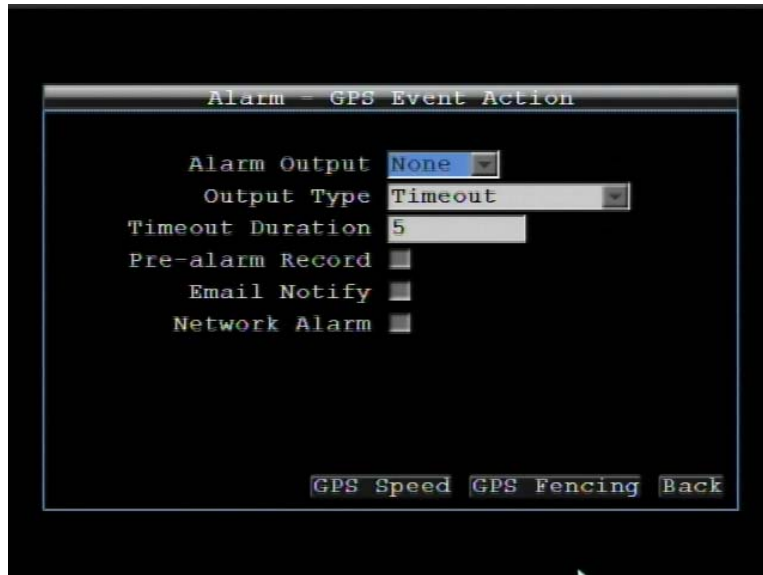 Alarm - GPS Event Action
Alarm Output None
Output Type Timeout
Timeout Duration 5
Pre-alarm Record
Email Notify
Network Alarm
GPS Speed GPS Fencing Back